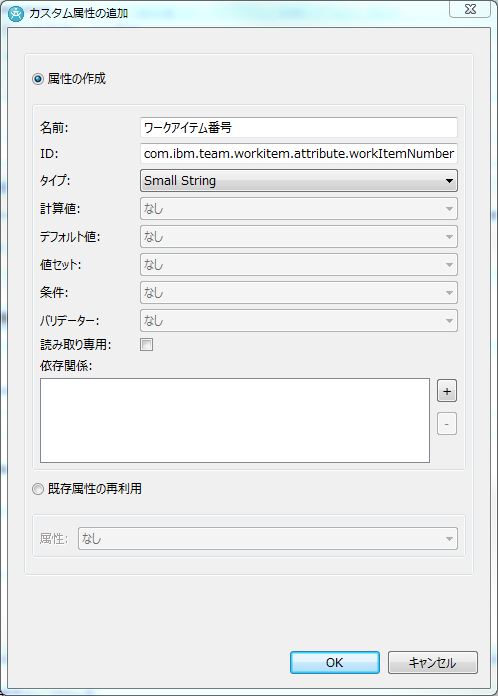 カスタム属性の追加
属性の作成
名前: ワークアイテム番号
ID: com.ibm.team.workitem.attribute.workItemNumber
タイプ: Small String
計算値: なし
デフォルト値: なし
値セット: なし
条件: なし
バリデーター: なし
読み取り専用:
依存関係:
+
-
既存属性の再利用
属性: なし
OK キャンセル